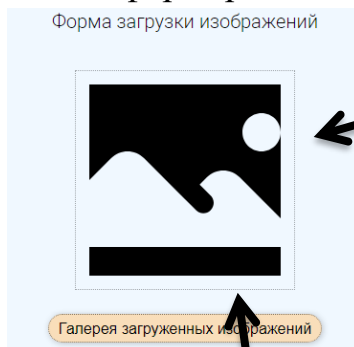 Форма загрузки изображений
Галерея загруженных изображений